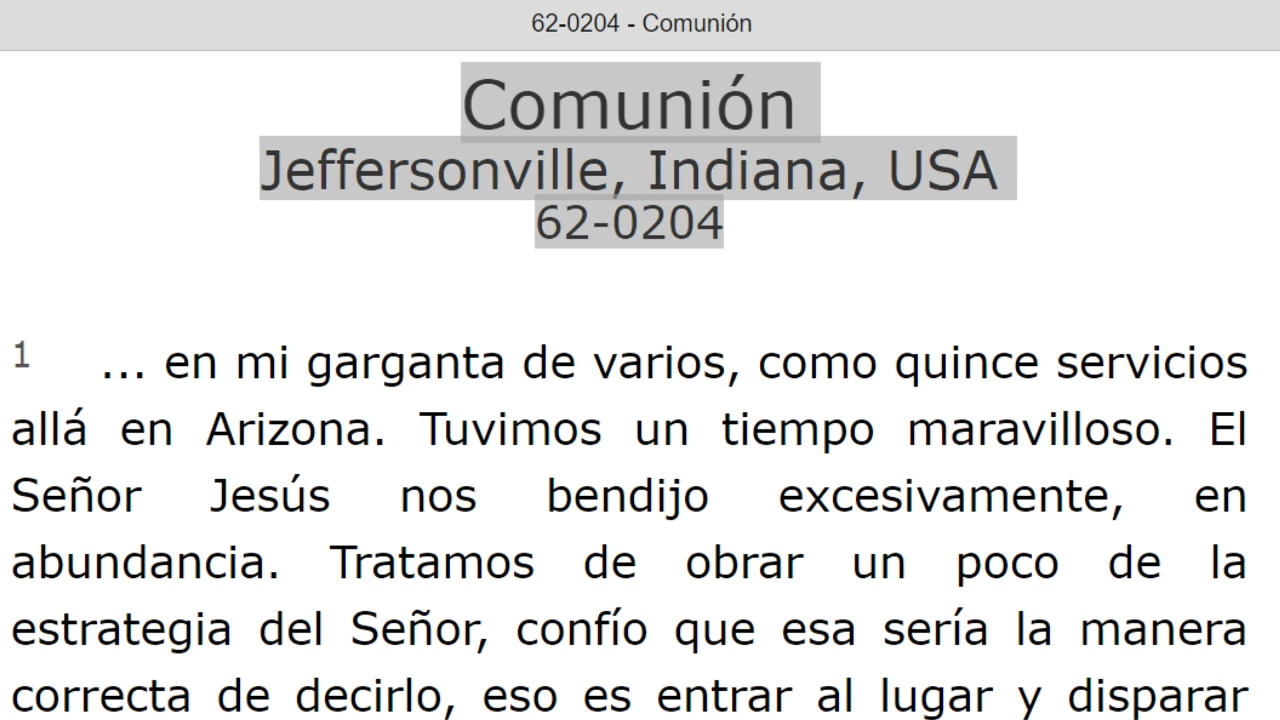 62-0204 - Comunión
Comunión
Jeffersonville, Indiana, USA
62-0204
1 ... en mi garganta de varios, como quince servicios
allá en Arizona. Tuvimos un tiempo maravilloso. El
Señor Jesús nos bendijo excesivamente, en
abundancia. Tratamos de obrar un poco de la
estrategia del Señor, confío que esa sería la manera
correcta de decirlo, eso es entrar al lugar y disparar